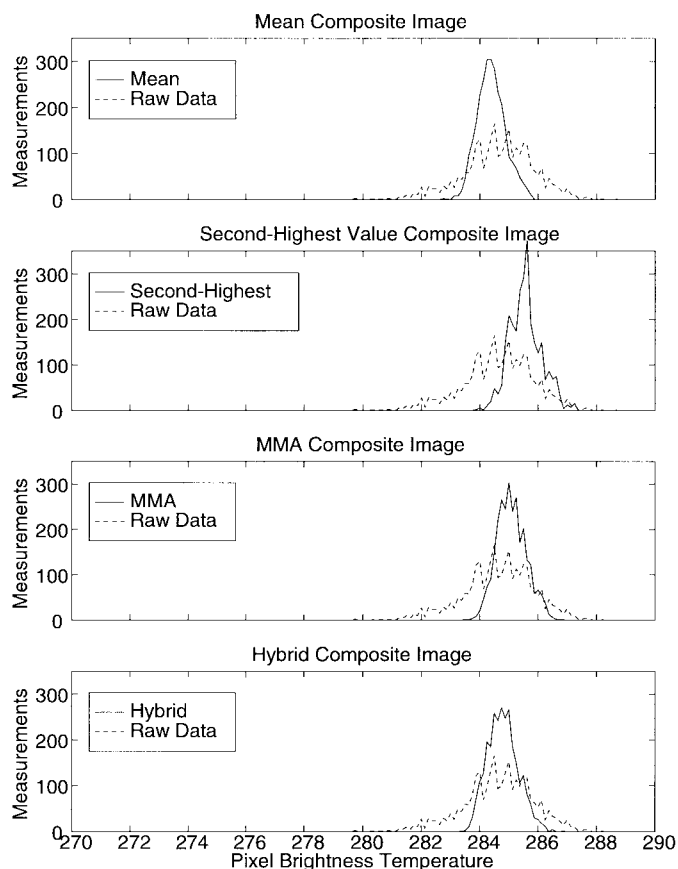 Mean Composite Image
Measurements
300
200
100
0
Mean
Raw Data
Second-Highest Value Composite Image
Measurements
300
200
100
0
Second-Highest
Raw Data
MMA Composite Image
Measurements
300
200
100
0
MMA
Raw Data
Hybrid Composite Image
Measurements
300
200
100
0
Hybrid
Raw Data
270 272 274 276 278 280 282 284 286 288 290
Pixel Brightness Temperature